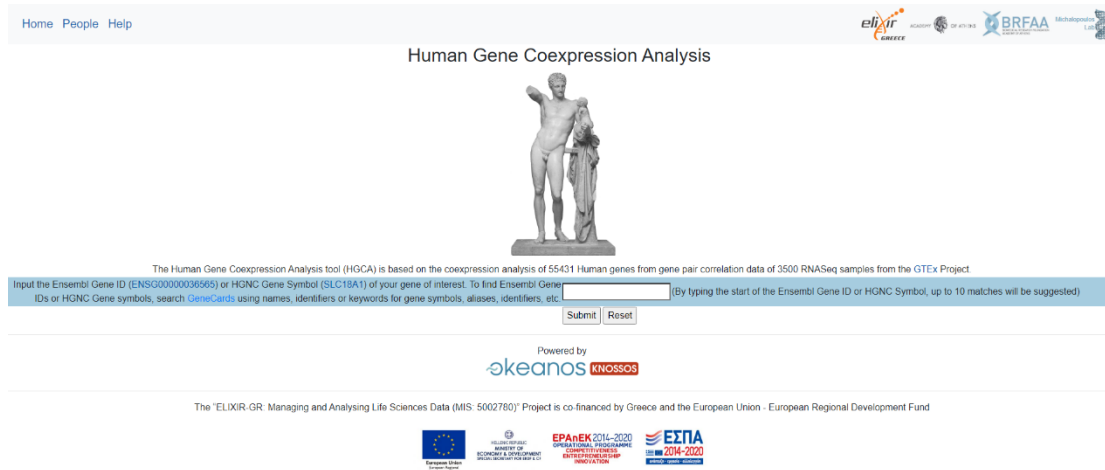 Home People Help
elixir
GREECE
ACADEMY OF ATHENS
BRFAA
Michalopoulos
Lab
Human Gene Coexpression Analysis
The Human Gene Coexpression Analysis tool (HGCA) is based on the coexpression analysis of 55431 Human genes from gene pair correlation data of 3500 RNASeq samples from the GTEx Project.
Input the Ensembl Gene ID (ENSG00000036565) or HGNC Gene Symbol (SLC18A1) of your gene of interest. To find Ensembl Gene
IDs or HGNC Gene symbols, search GeneCards using names, identifiers or keywords for gene symbols, aliases, identifiers, etc.
(By typing the start of the Ensembl Gene ID or HGNC Symbol, up to 10 matches will be suggested)
Submit Reset
Powered by
okeanos KNOSSOS
The "ELIXIR-GR: Managing and Analysing Life Sciences Data (MIS: 5002780)" Project is co-financed by Greece and the European Union - European Regional Development Fund
European Union
HELLENIC REPUBLIC
MINISTRY OF
ECONOMY & DEVELOPMENT
EPAnEK 2014-2020
OPERATIONAL PROGRAMME
COMPETITIVENESS
ENTREPRENEURSHIP
INNOVATION
ΕΣΠΑ
2014-2020